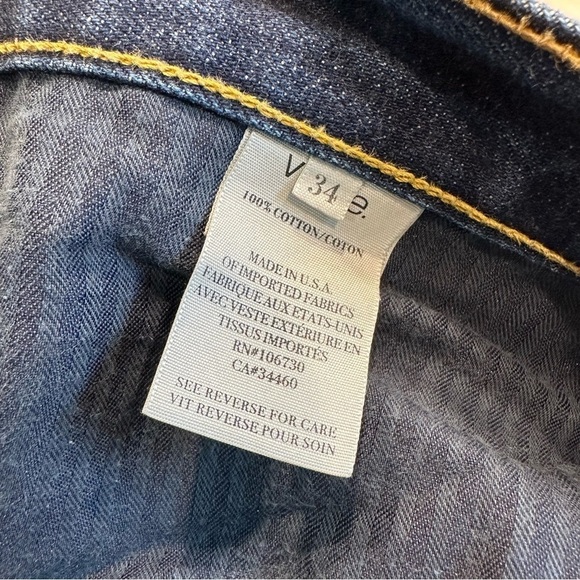 34
100% COTTON/COTON
MADE IN U.S.A.
OF IMPORTED FABRICS
FABRIQUE AUX ETATS-UNIS
AVEC VESTE EXTÉRIEURE EN
TISSUS IMPORTÉS
RN#106730
CA#34460
SEE REVERSE FOR CARE
VIT REVERSE POUR SOIN